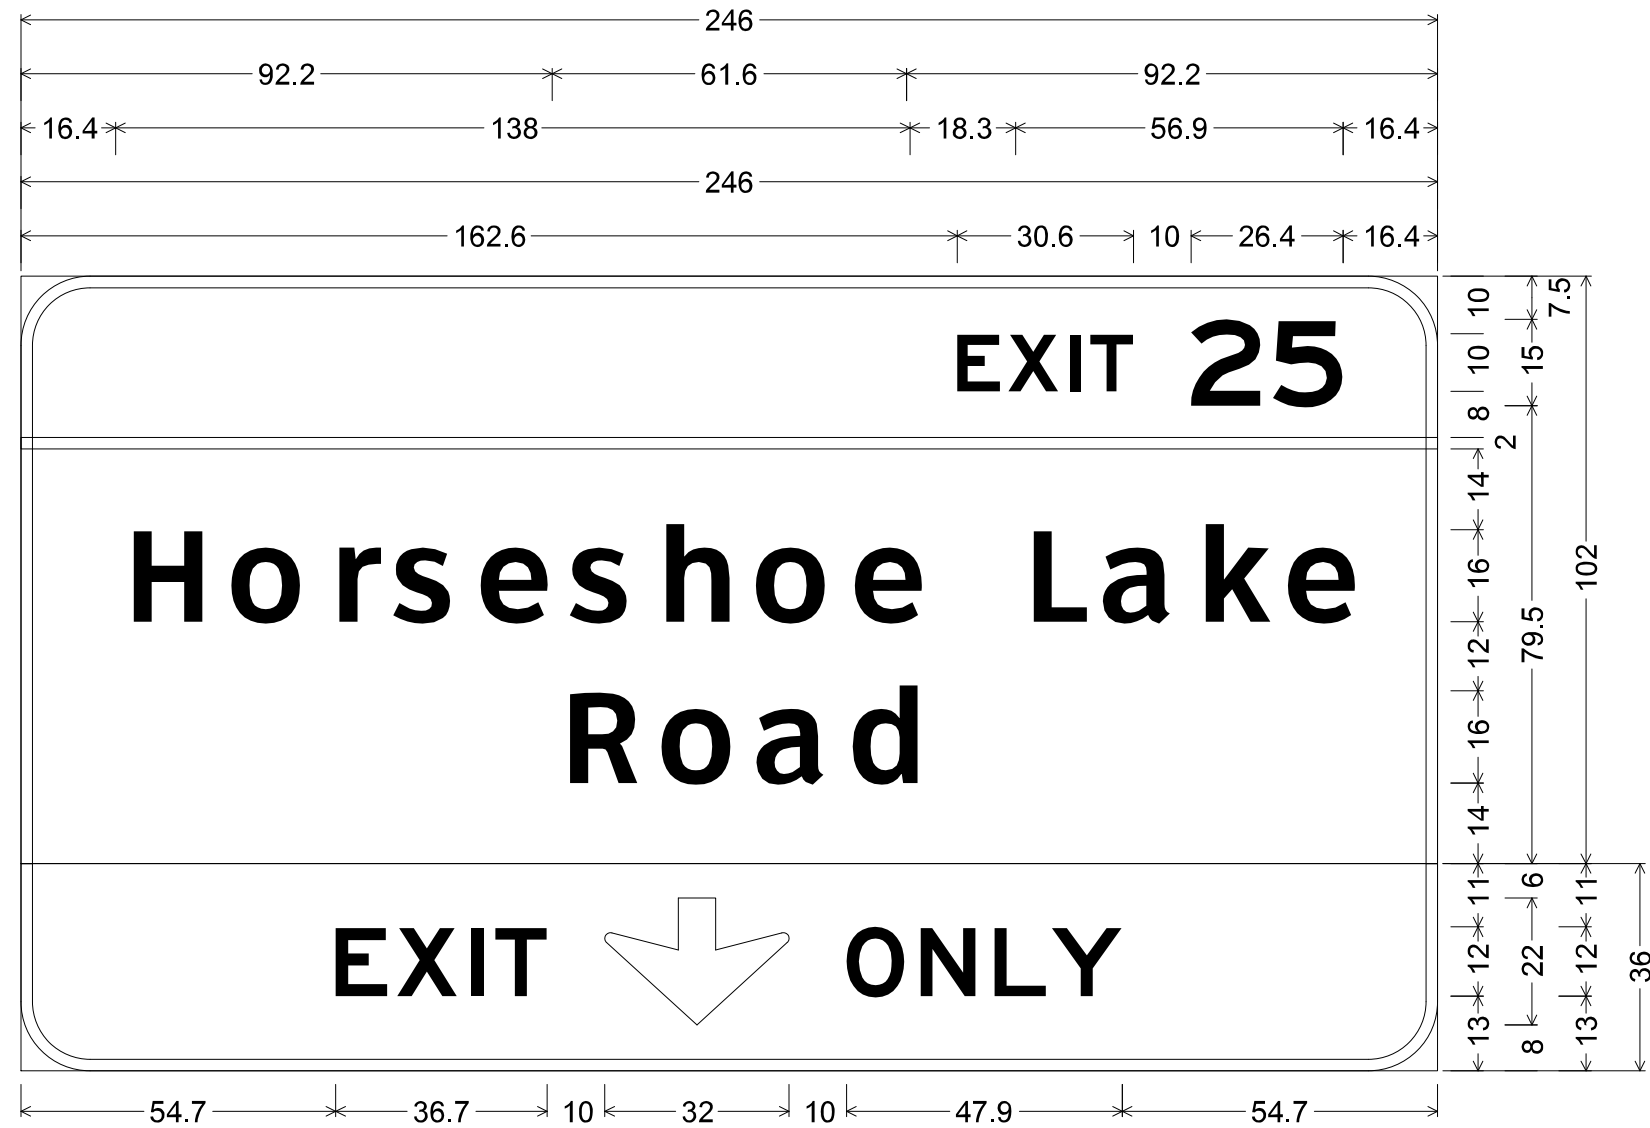 246
92.2 61.6 92.2
16.4 138 18.3 56.9 16.4
246
162.6 30.6 10 26.4 16.4
EXIT 25
Horseshoe Lake
Road
EXIT ONLY
10 10 8 2 14 16 12 16 14 11 12 13
7.5 15 79.5 6 22 8
102 11 12 13
36
54.7 36.7 10 32 10 47.9 54.7